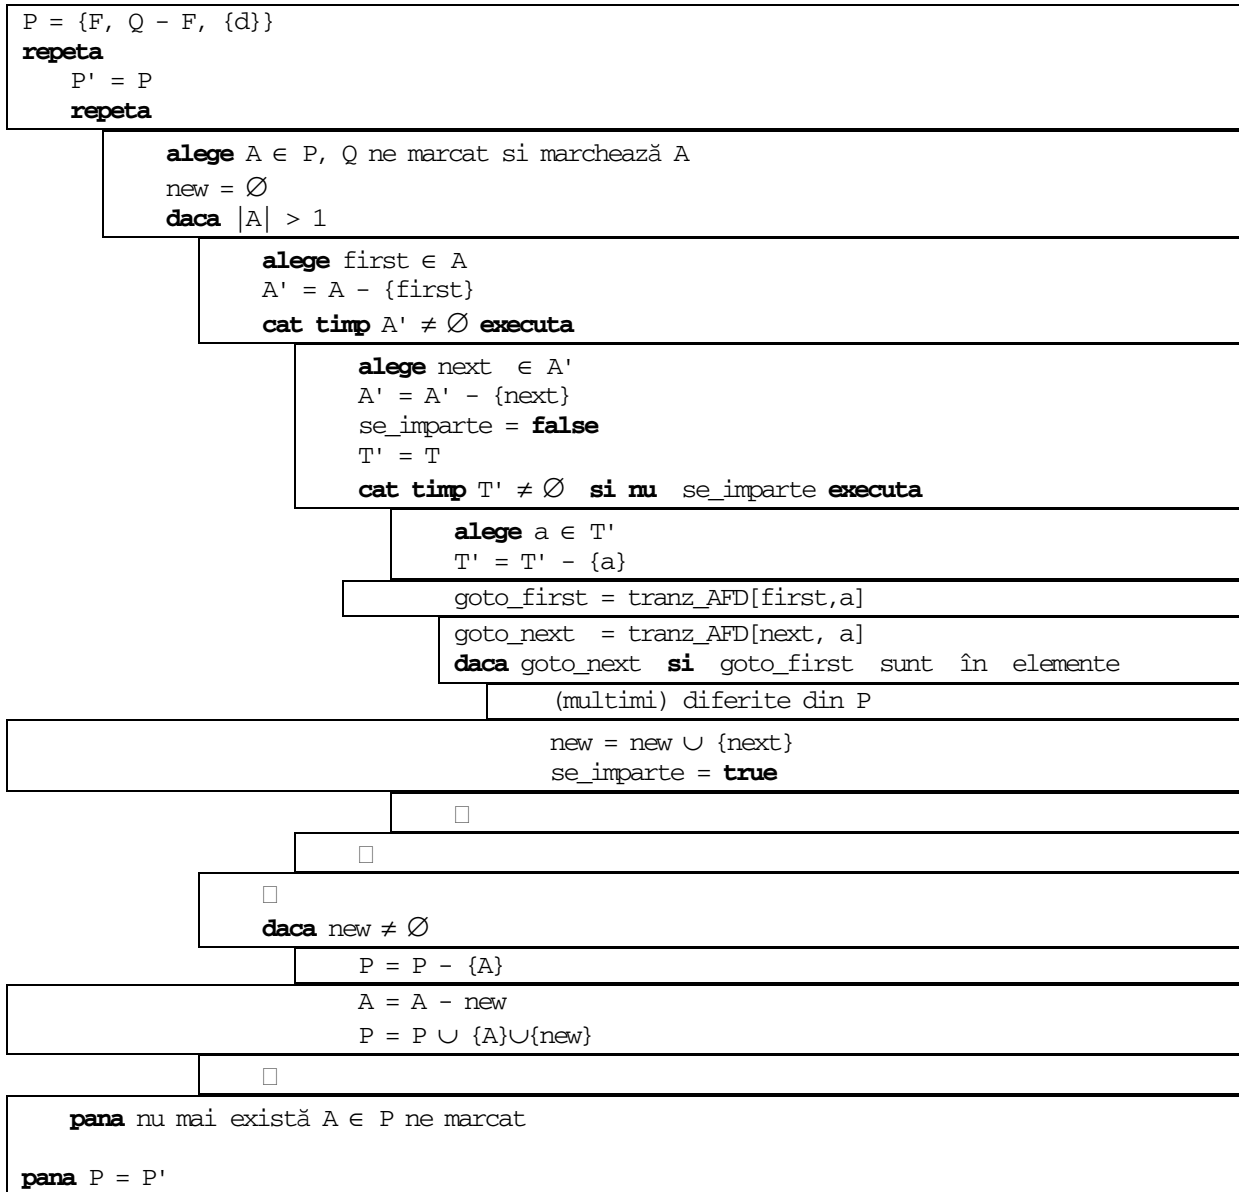 P = {F, Q - F, {d}}
repeta
P' = P
repeta
alege A ∈ P, Q ne marcat si marchează A
new = ∅
daca |A| > 1
alege first ∈ A
A' = A - {first}
cat timp A' ≠ ∅ executa
alege next ∈ A'
A' = A' - {next}
se_imparte = false
T' = T
cat timp T' ≠ ∅ si nu se_imparte executa
alege a ∈ T'
T' = T' - {a}
goto_first = tranz_AFD[first,a]
goto_next = tranz_AFD[next, a]
daca goto_next si goto_first sunt în elemente
(multimi) diferite din P
new = new ∪ {next}
se_imparte = true
□
□
□
daca new ≠ ∅
P = P - {A}
A = A - new
P = P ∪ {A}∪{new}
□
pana nu mai există A ∈ P ne marcat
pana P = P'